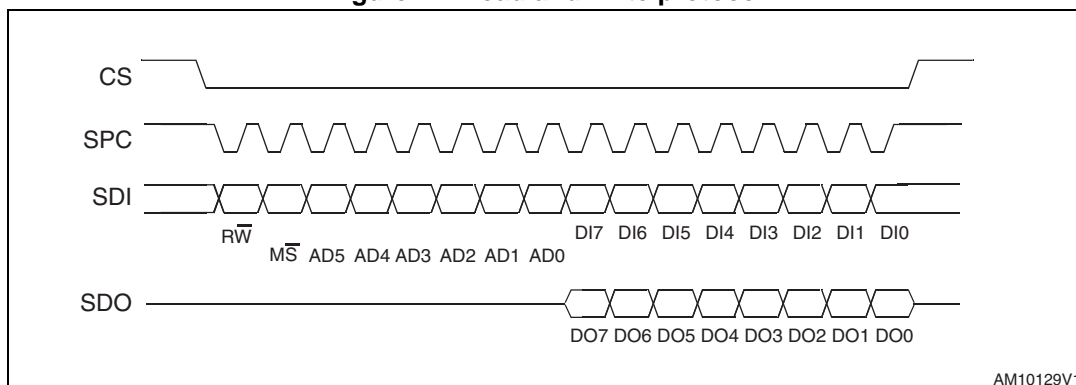 CS
SPC
SDI
RW̅
DI7 DI6 DI5 DI4 DI3 DI2 DI1 DI0
MS̅ AD5 AD4 AD3 AD2 AD1 AD0
SDO
DO7 DO6 DO5 DO4 DO3 DO2 DO1 DO0
AM10129V1